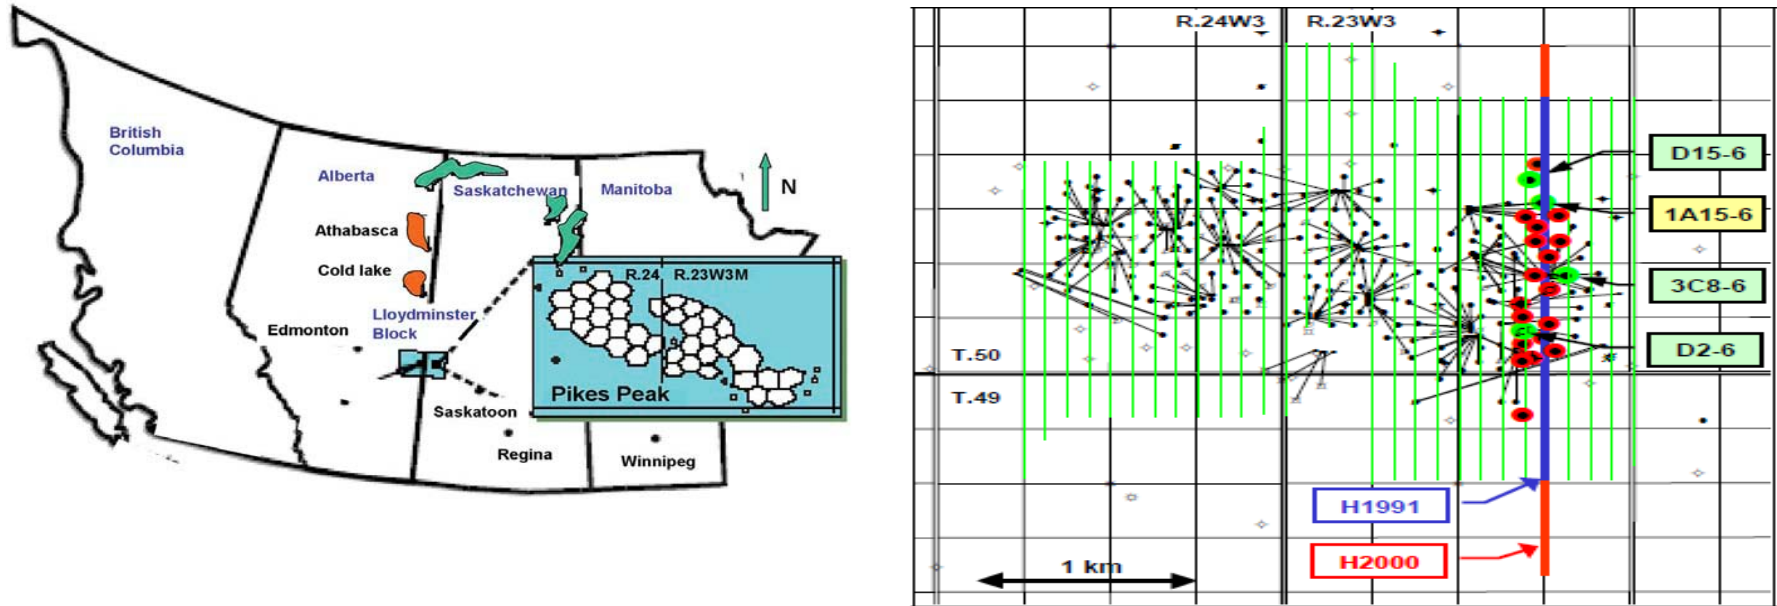 British
Columbia
Alberta
Saskatchewan
Manitoba
N
Athabasca
Cold lake
Lloydminster
Block
Edmonton
Saskatoon
Regina
Winnipeg
R.24
R.23W3M
Pikes Peak
R.24W3
R.23W3
D15-6
1A15-6
3C8-6
D2-6
T.50
T.49
H1991
H2000
1 km